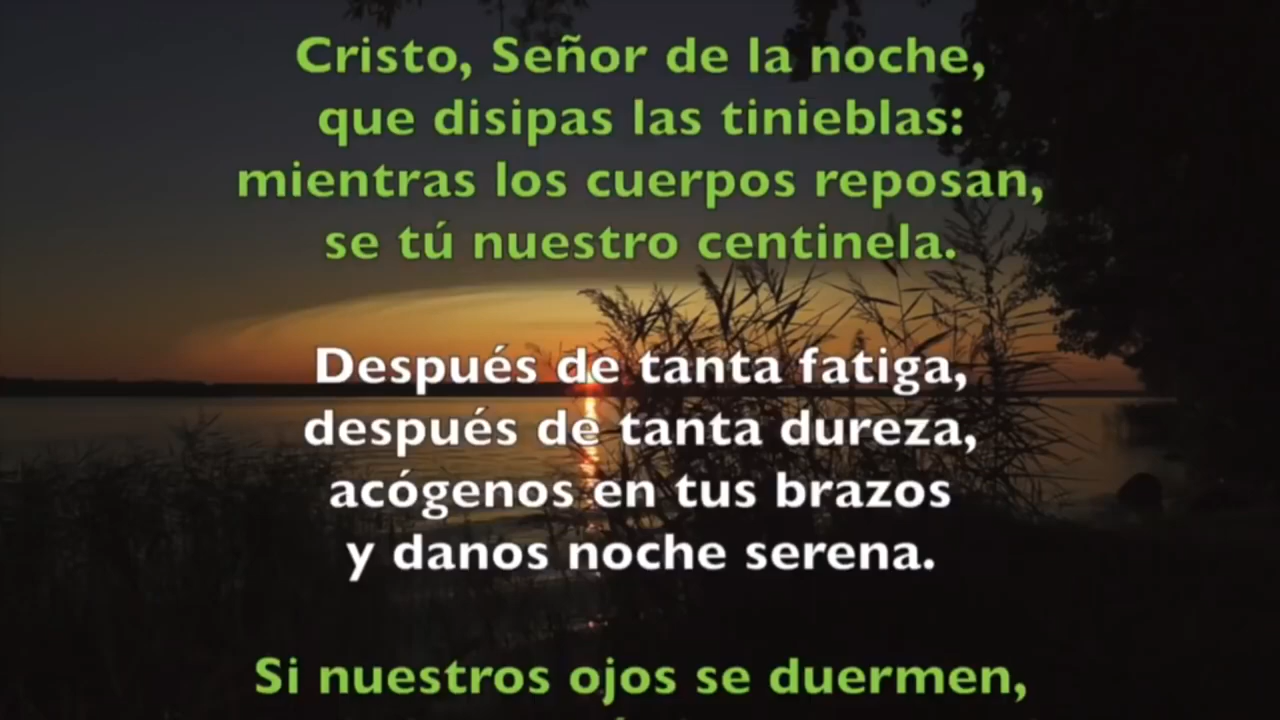 Cristo, Señor de la noche,
que disipas las tinieblas:
mientras los cuerpos reposan,
se tú nuestro centinela.
Después de tanta fatiga,
después de tanta dureza,
acógenos en tus brazos
y danos noche serena.
Si nuestros ojos se duermen,